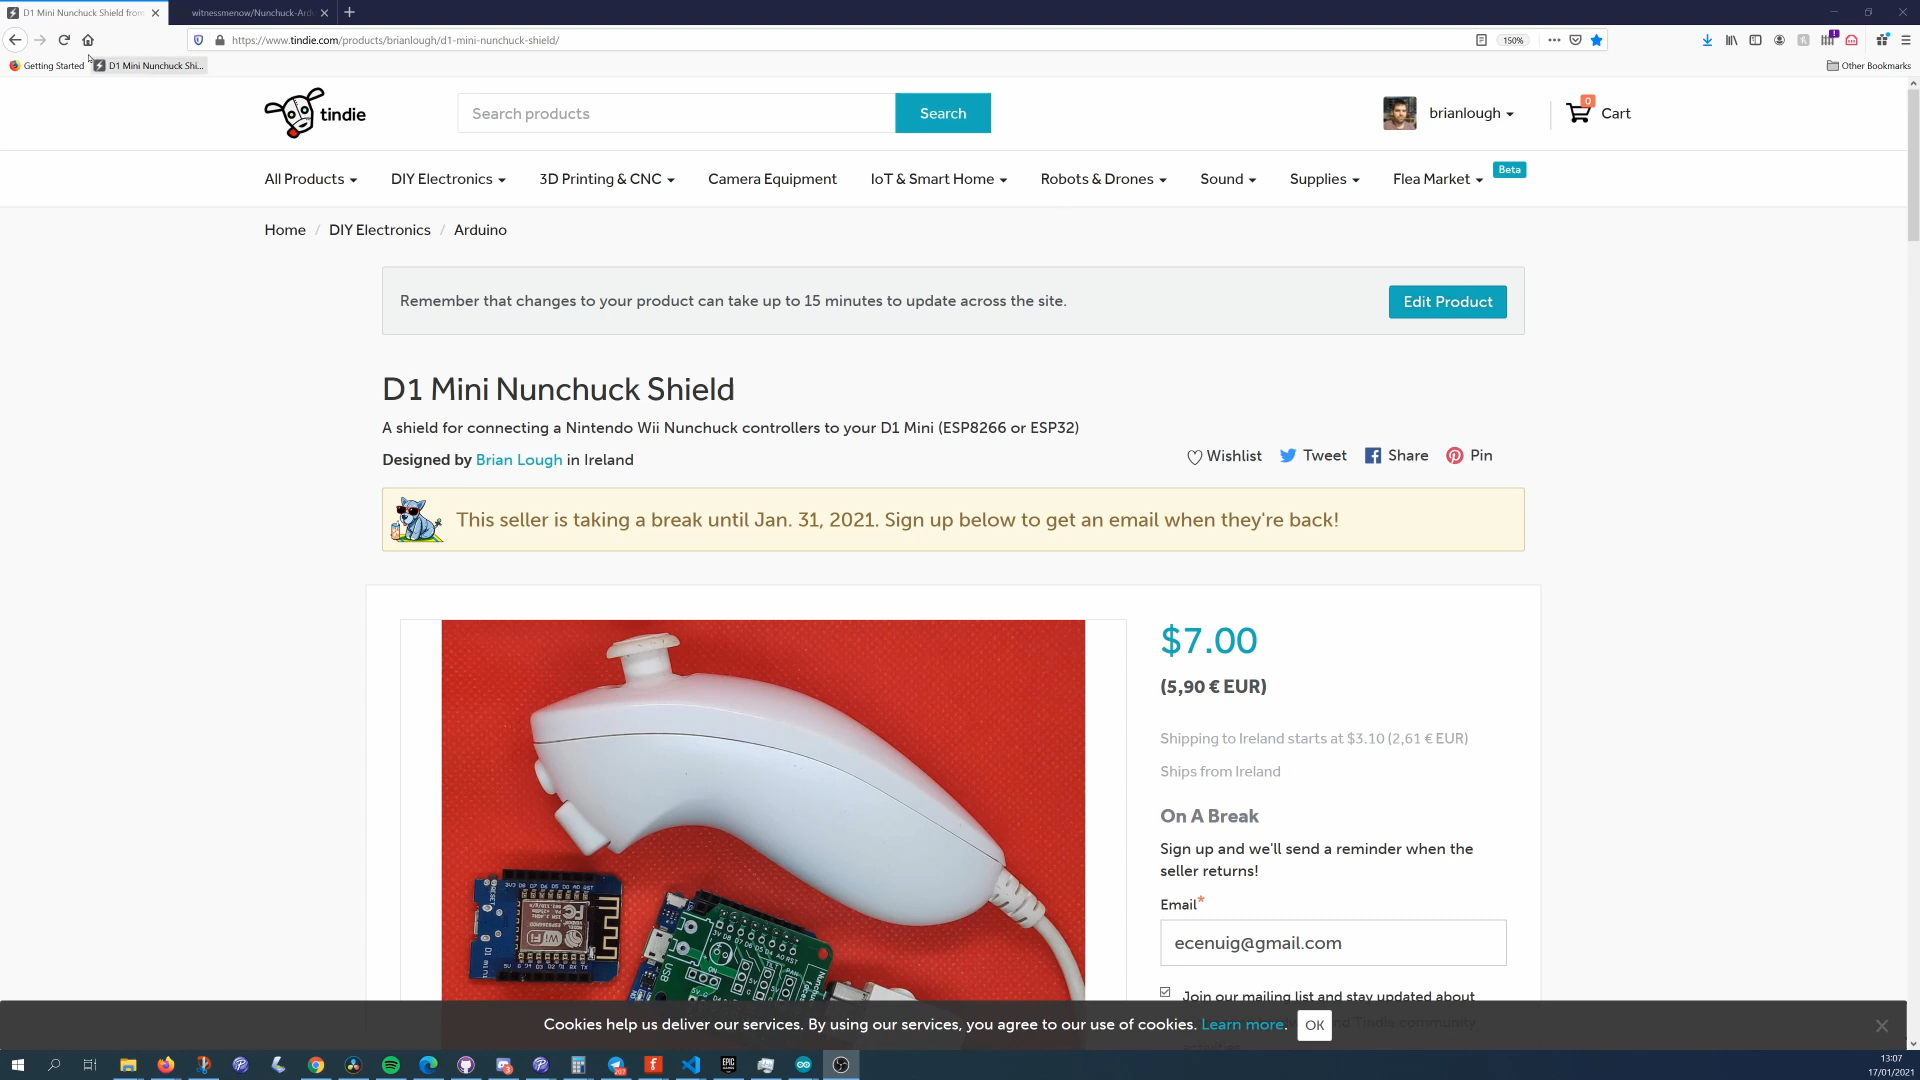 D1 Mini Nunchuck Shield from
witnessmenow/Nunchuck-Ard
https://www.tindie.com/products/brianlough/d1-mini-nunchuck-shield/
150%
Getting Started
D1 Mini Nunchuck Shi...
Other Bookmarks
tindie
Search products
Search
brianlough
0
Cart
All Products
DIY Electronics
3D Printing & CNC
Camera Equipment
IoT & Smart Home
Robots & Drones
Sound
Supplies
Flea Market
Beta
Home / DIY Electronics / Arduino
Remember that changes to your product can take up to 15 minutes to update across the site.
Edit Product
D1 Mini Nunchuck Shield
A shield for connecting a Nintendo Wii Nunchuck controllers to your D1 Mini (ESP8266 or ESP32)
Designed by Brian Lough in Ireland
Wishlist
Tweet
Share
Pin
This seller is taking a break until Jan. 31, 2021. Sign up below to get an email when they're back!
$7.00
(5,90 € EUR)
Shipping to Ireland starts at $3.10 (2,61 € EUR)
Ships from Ireland
On A Break
Sign up and we'll send a reminder when the
seller returns!
Email*
ecenuig@gmail.com
Join our mailing list and stay updated about
Cookies help us deliver our services. By using our services, you agree to our use of cookies. Learn more.
OK
13:07
17/01/2021